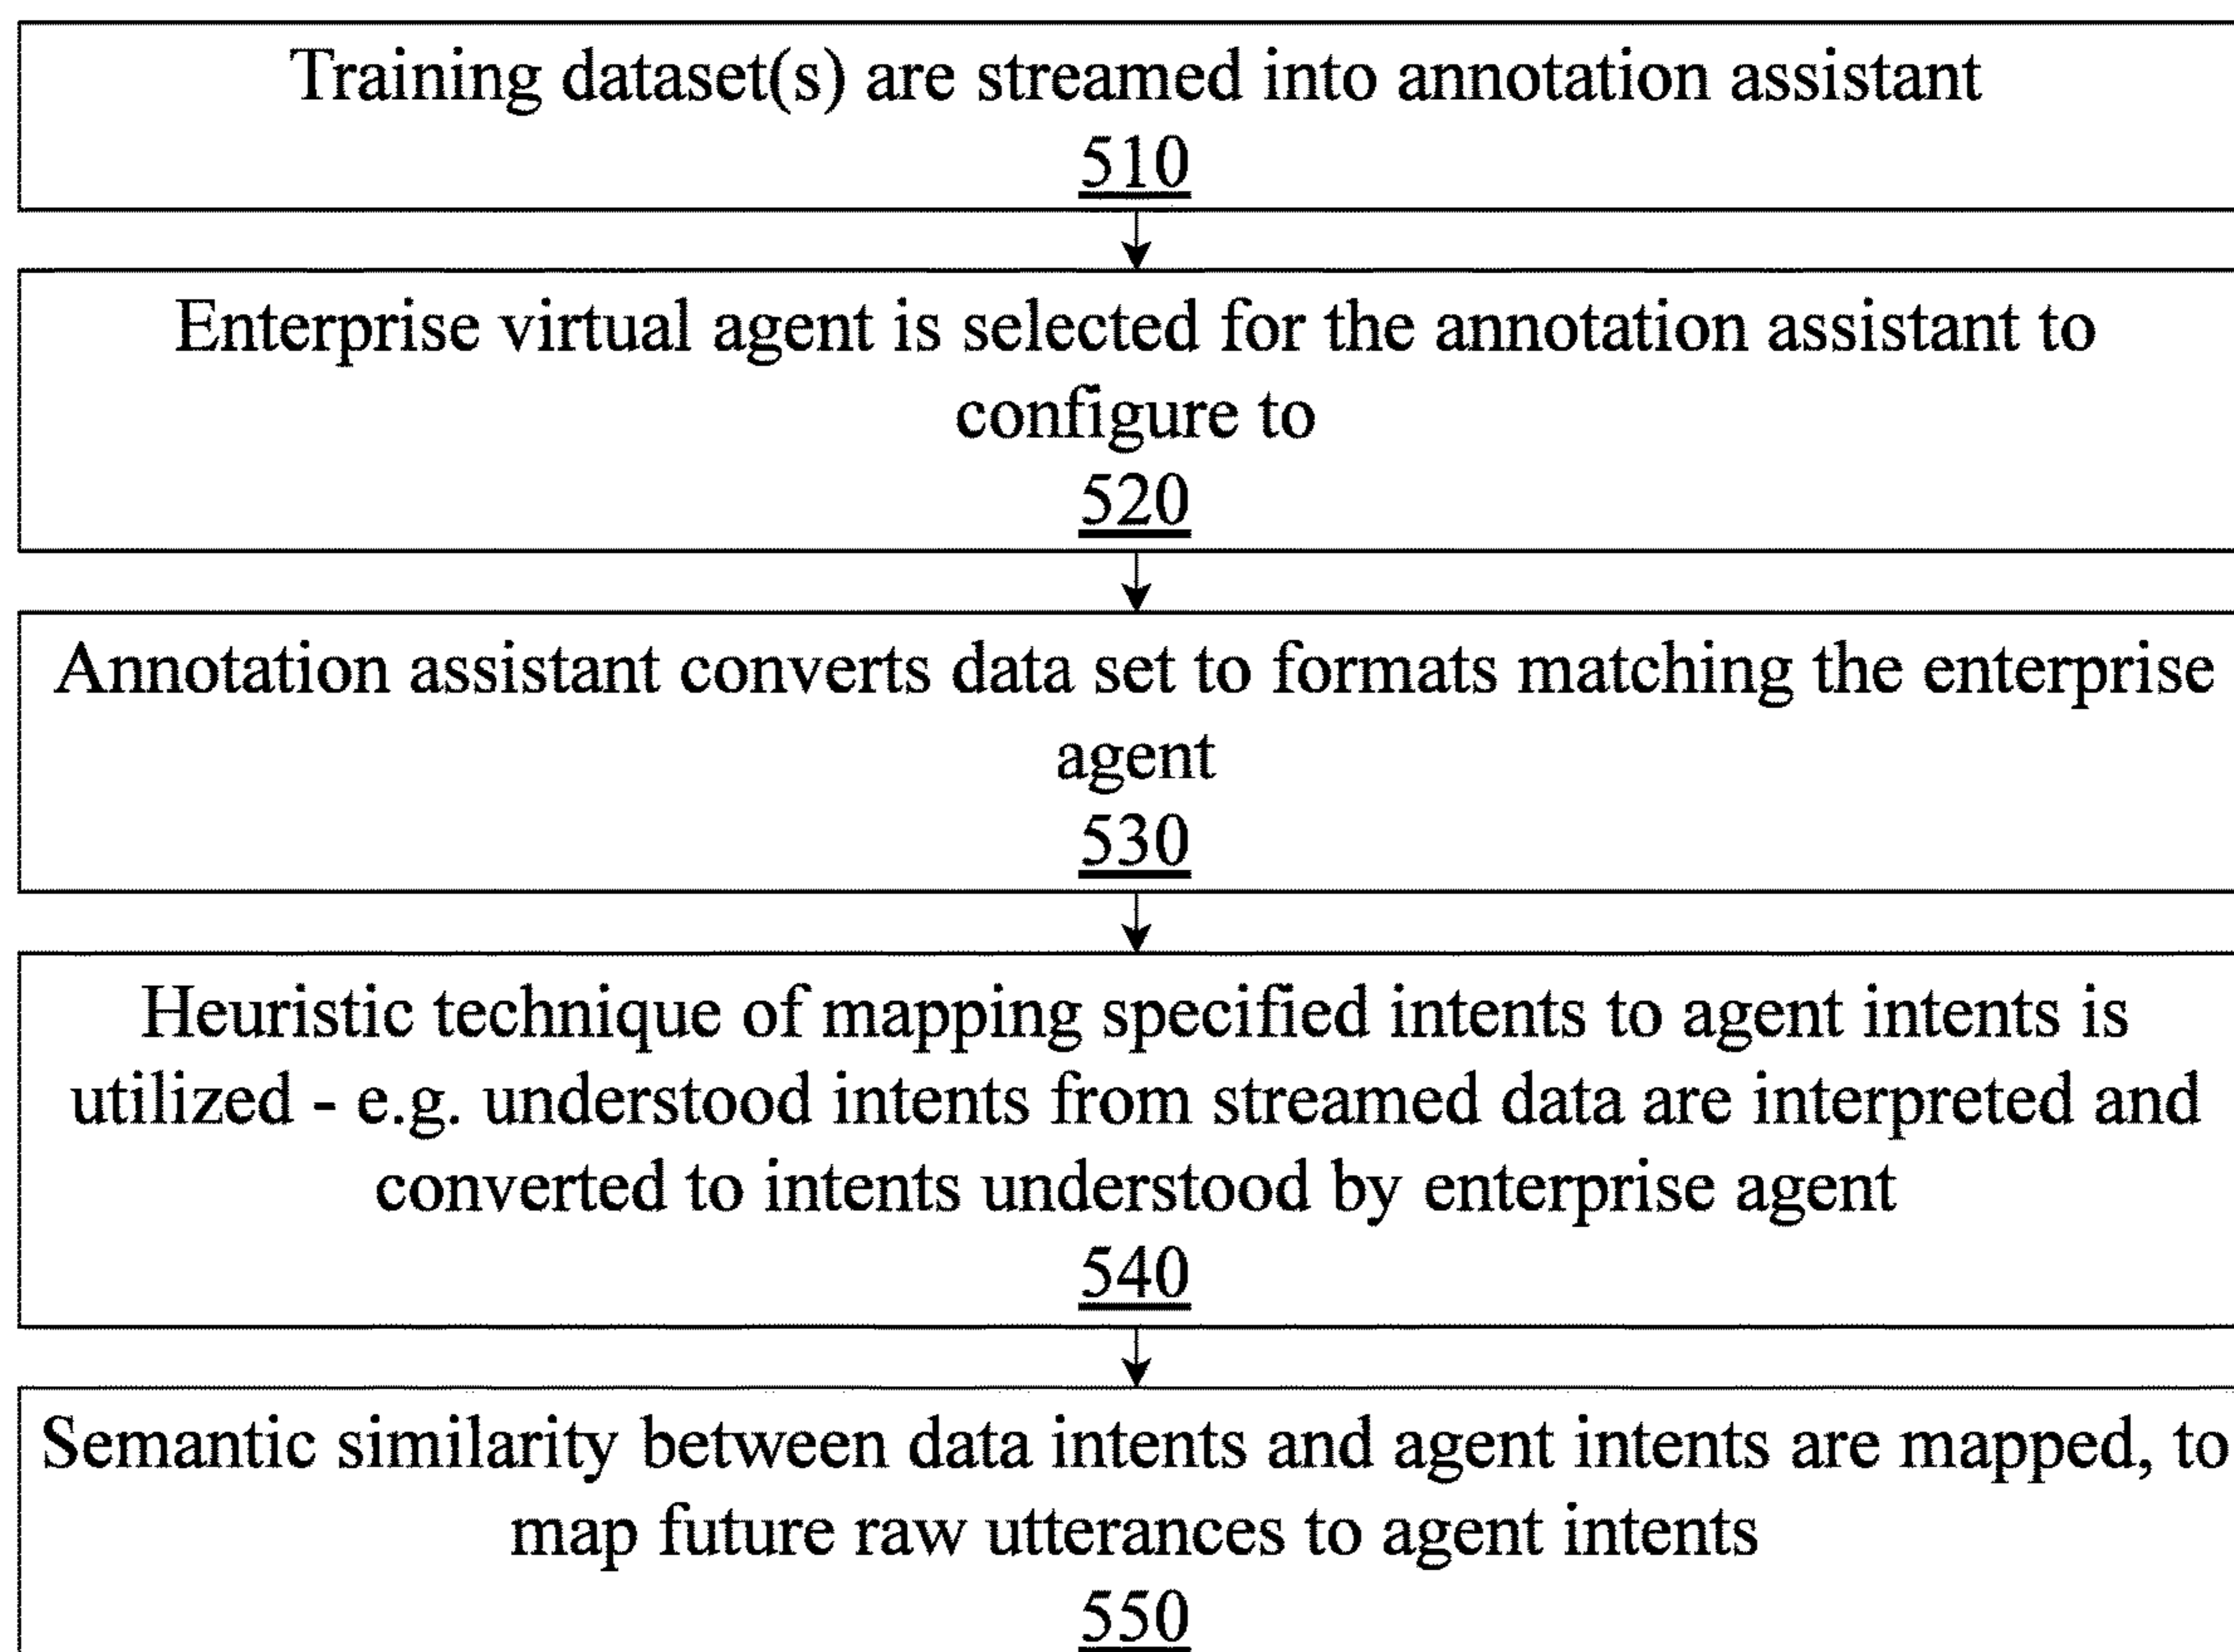 Training dataset(s) are streamed into annotation assistant
510
Enterprise virtual agent is selected for the annotation assistant to
configure to
520
Annotation assistant converts data set to formats matching the enterprise
agent
530
Heuristic technique of mapping specified intents to agent intents is
utilized - e.g. understood intents from streamed data are interpreted and
converted to intents understood by enterprise agent
540
Semantic similarity between data intents and agent intents are mapped, to
map future raw utterances to agent intents
550